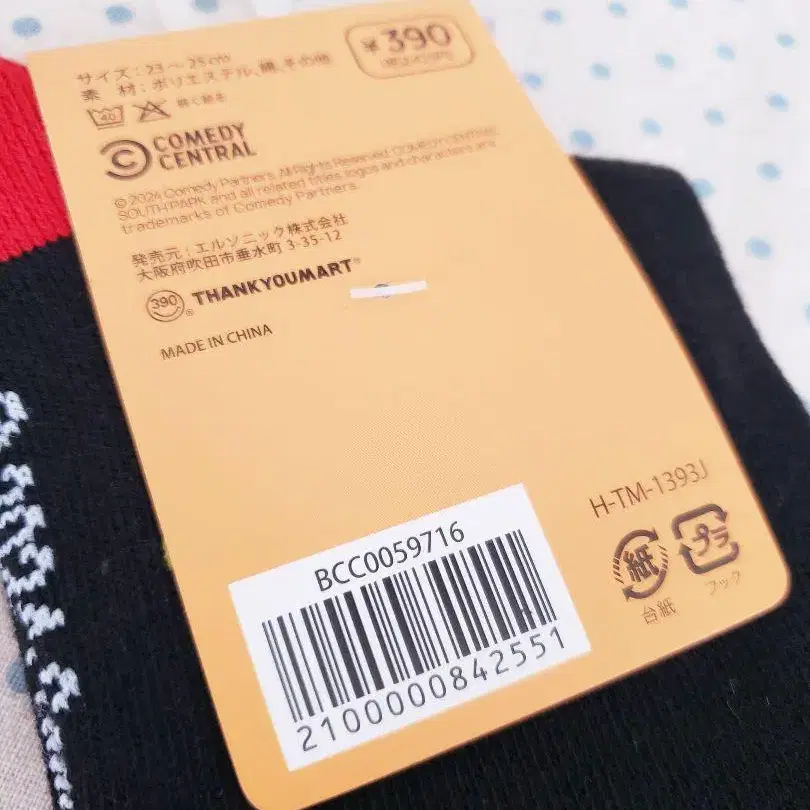 サイズ：23～25cm
素　材：ポリエステル、綿、その他
¥390
40
COMEDY
CENTRAL
© 2024 Comedy Partners. All Rights Reserved. COMEDY CENTRAL,
SOUTH PARK and all related titles, logos and characters are
trademarks of Comedy Partners.
発売元：エルソニック株式会社
大阪府吹田市垂水町 3-35-12
390 ® THANKYOUMART®
MADE IN CHINA
H-TM-1393J
紙 プラ
台紙 フック
BCC0059716
2100000842551